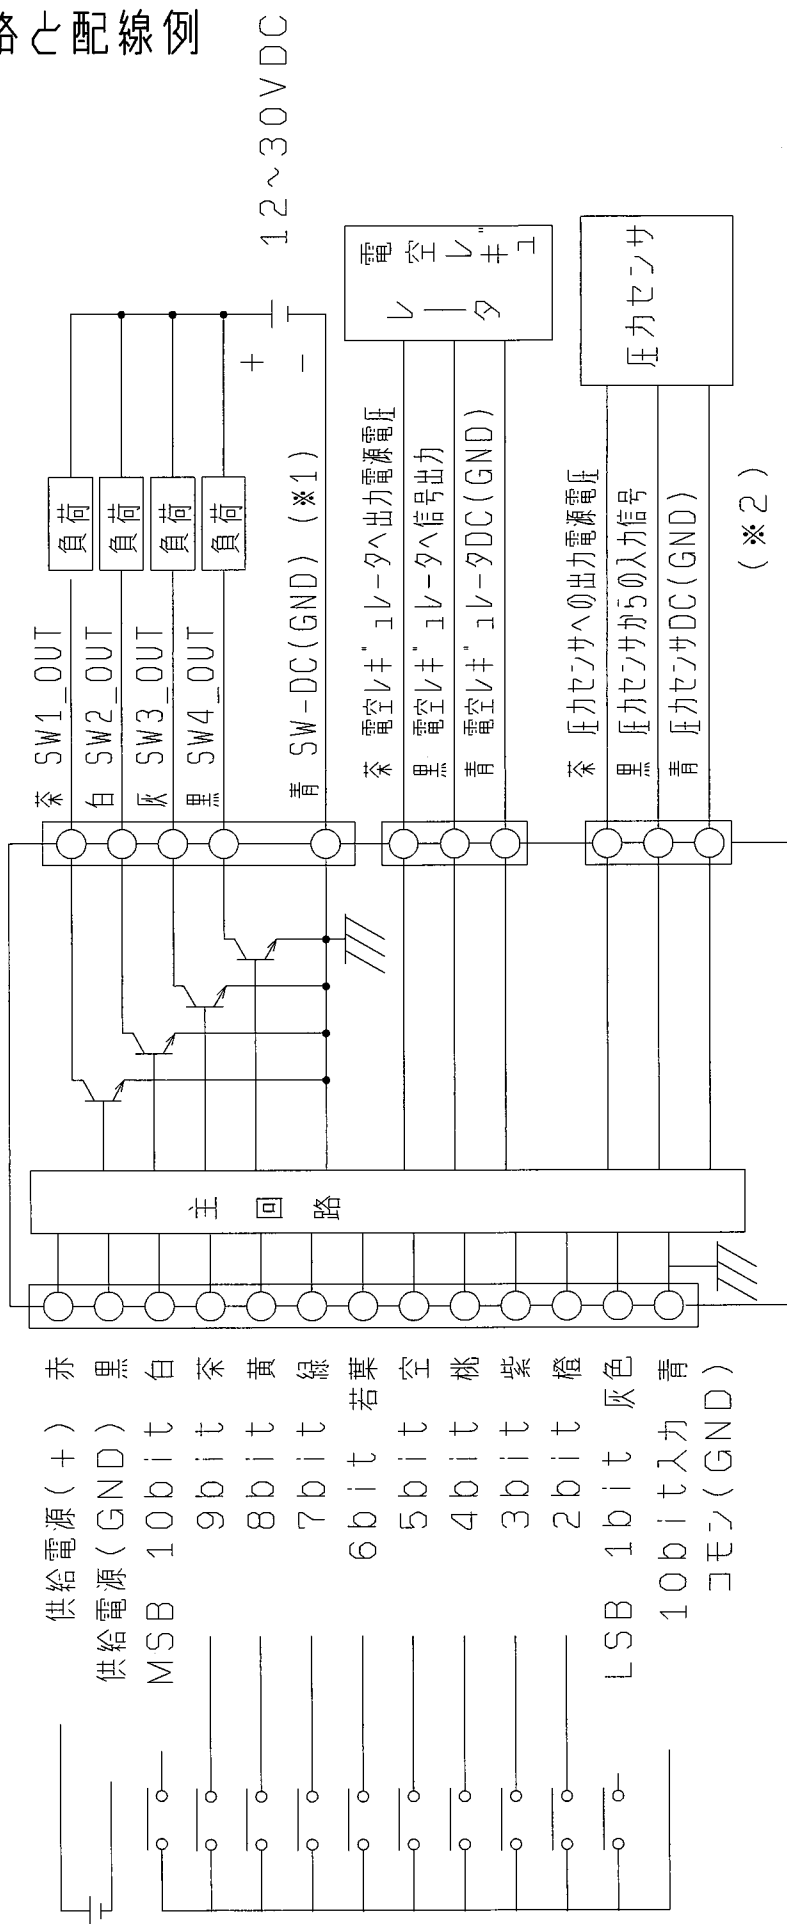 路と配線例
12~30VDC
+
-
負荷
負荷
負荷
負荷
茶 SW1_OUT
白 SW2_OUT
灰 SW3_OUT
黒 SW4_OUT
青 SW-DC(GND) (※1)
電空レギュ
レータ
茶 電空レギュレータへ出力電源電圧
黒 電空レギュレータへ信号出力
青 電空レギュレータDC(GND)
圧力センサ
茶 圧力センサへの出力電源電圧
黒 圧力センサからの入力信号
青 圧力センサDC(GND)
(※2)
主回路
供給電源(+) 赤
供給電源(GND) 黒
MSB 10bit 白
9bit 茶
8bit 黄
7bit 緑
6bit 若葉
5bit 空
4bit 桃
3bit 紫
2bit 橙
LSB 1bit 灰色
10bit入力 青
コモン(GND)